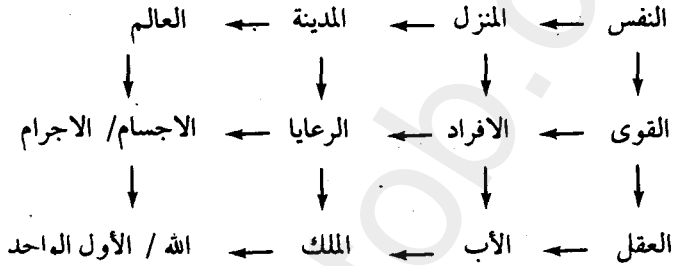 النفس ← المنزل ← المدينة ← العالم
↓ ↓ ↓ ↓
القوى ← الافراد ← الرعايا ← الاجسام/ الاجرام
↓ ↓ ↓ ↓
العقل ← الأب ← الملك ← الله / الأول الواحد